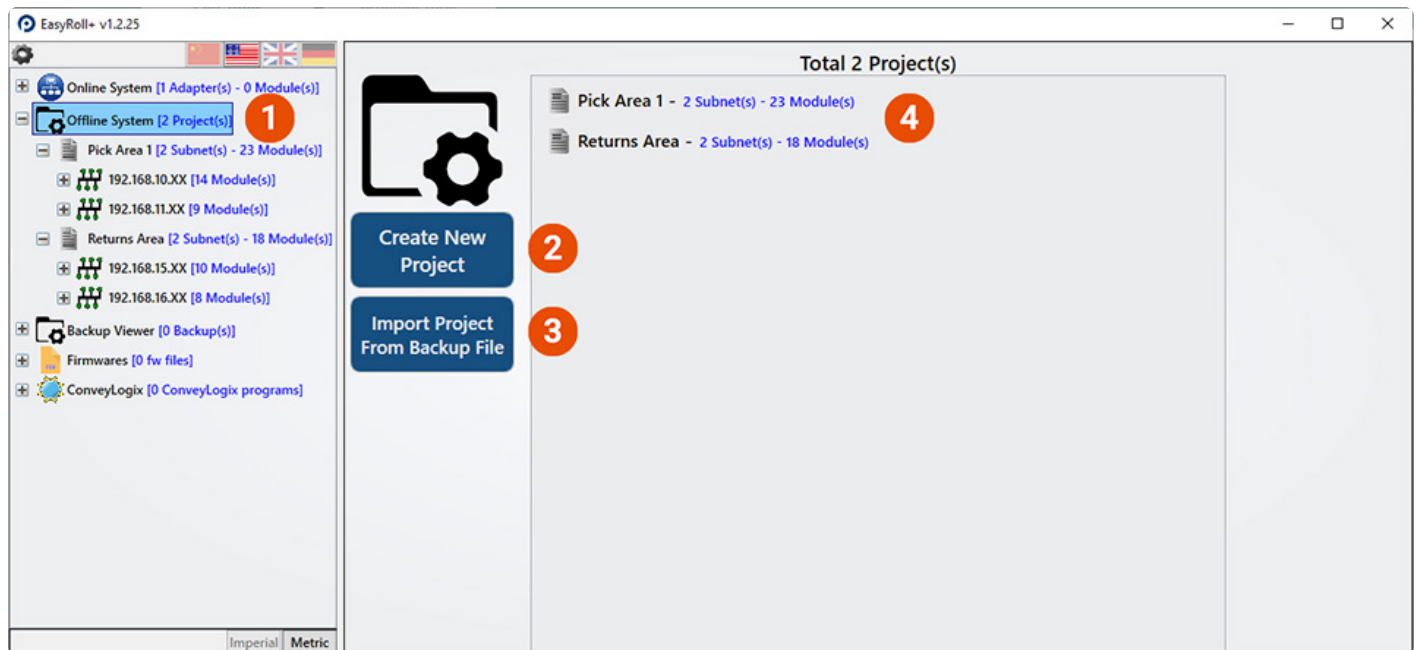 EasyRoll+ v1.2.25
Online System [1 Adapter(s) - 0 Module(s)]
Offline System [2 Project(s)]
1
Pick Area 1 [2 Subnet(s) - 23 Module(s)]
192.168.10.XX [14 Module(s)]
192.168.11.XX [9 Module(s)]
Returns Area [2 Subnet(s) - 18 Module(s)]
192.168.15.XX [10 Module(s)]
192.168.16.XX [8 Module(s)]
Backup Viewer [0 Backup(s)]
Firmwares [0 fw files]
ConveyLogix [0 ConveyLogix programs]
Imperial Metric
Create New
Project
2
Import Project
From Backup File
3
Total 2 Project(s)
Pick Area 1 - 2 Subnet(s) - 23 Module(s)
Returns Area - 2 Subnet(s) - 18 Module(s)
4